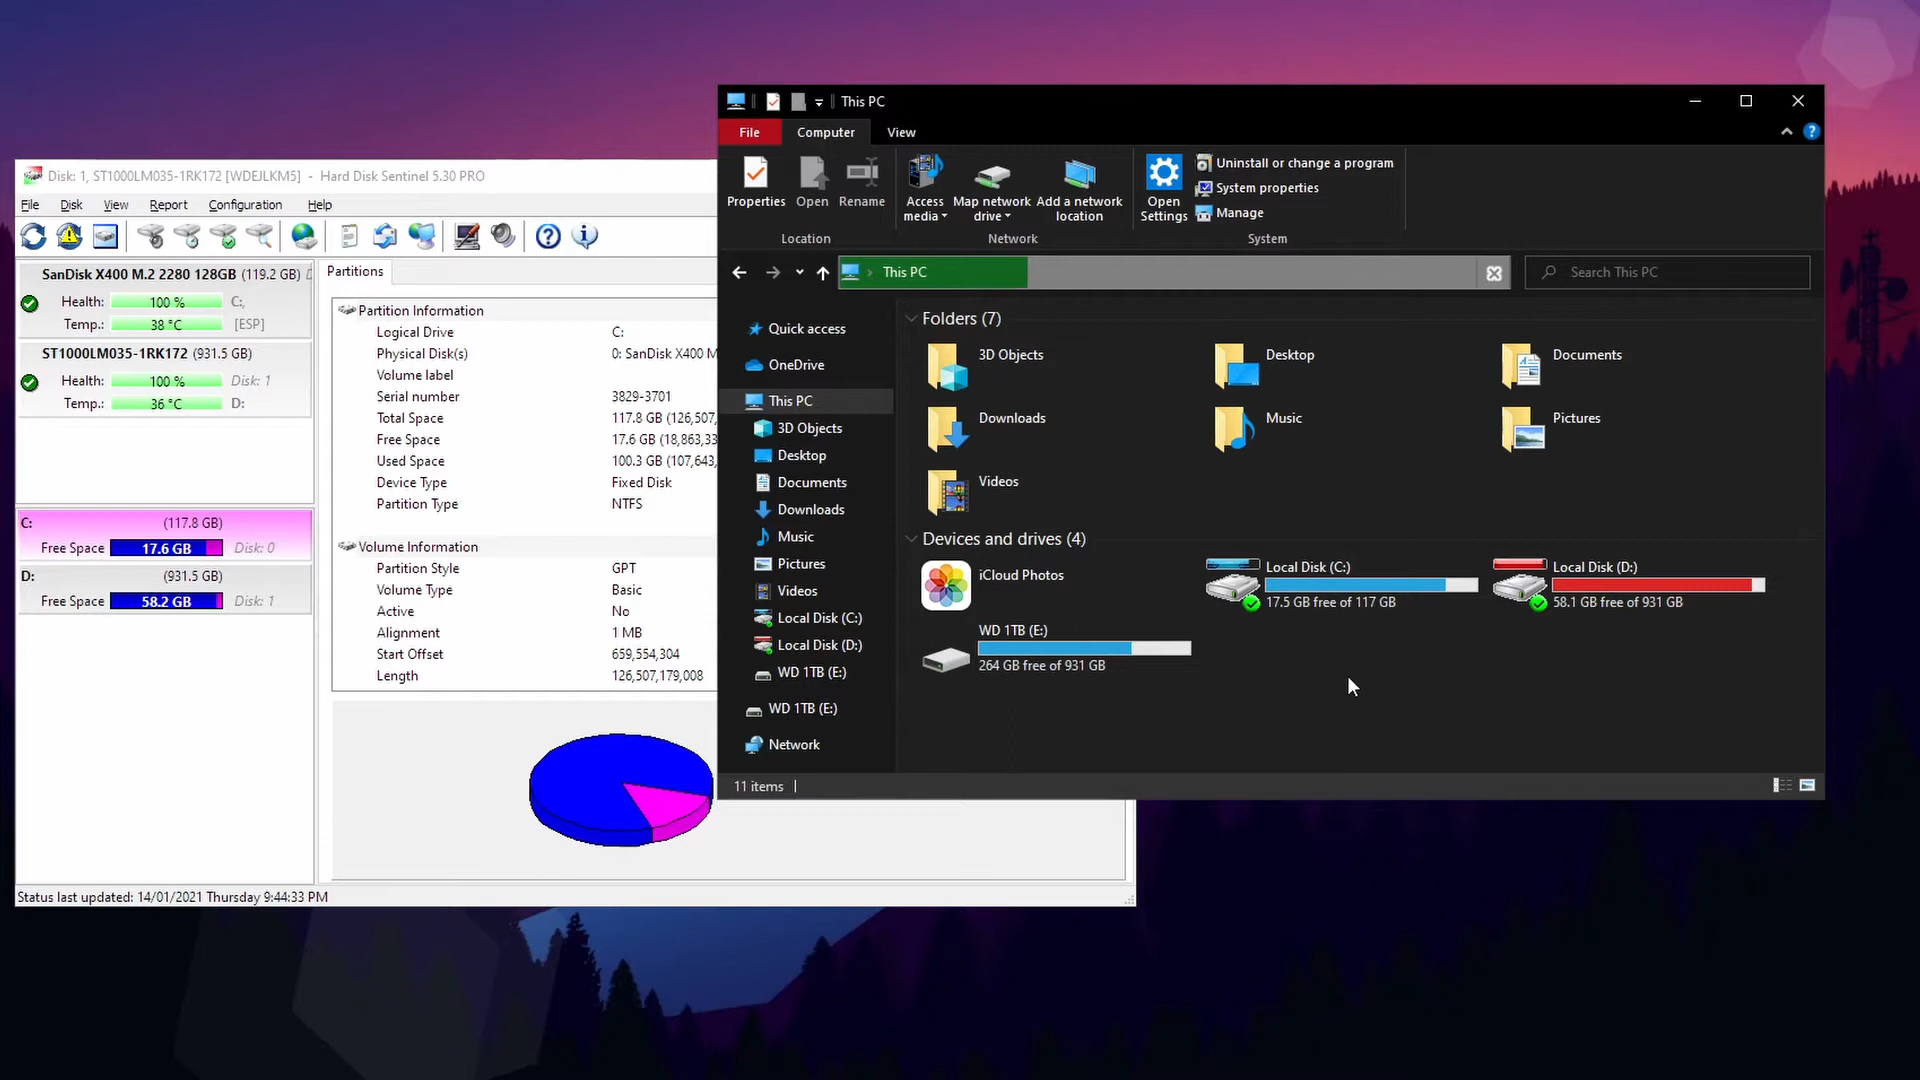 Disk: 1, ST1000LM035-1RK172 [WDEJLKM5] - Hard Disk Sentinel 5.30 PRO
File Disk View Report Configuration Help
SanDisk X400 M.2 2280 128GB (119.2 GB)
Health: 100 % C:,
Temp.: 38 °C [ESP]
ST1000LM035-1RK172 (931.5 GB)
Health: 100 % Disk: 1
Temp.: 36 °C D:
C: (117.8 GB)
Free Space 17.6 GB Disk: 0
D: (931.5 GB)
Free Space 58.2 GB Disk: 1
Partitions
Partition Information
Logical Drive C:
Physical Disk(s) 0: SanDisk X400 M
Volume label
Serial number 3829-3701
Total Space 117.8 GB (126,507,
Free Space 17.6 GB (18,863,33
Used Space 100.3 GB (107,643,
Device Type Fixed Disk
Partition Type NTFS
Volume Information
Partition Style GPT
Volume Type Basic
Active No
Alignment 1 MB
Start Offset 659,554,304
Length 126,507,179,008
Status last updated: 14/01/2021 Thursday 9:44:33 PM
This PC
File Computer View
Properties Open Rename
Location
Access media
Map network drive
Add a network location
Network
Open Settings
Uninstall or change a program
System properties
Manage
System
This PC
Search This PC
Quick access
OneDrive
This PC
3D Objects
Desktop
Documents
Downloads
Music
Pictures
Videos
Local Disk (C:)
Local Disk (D:)
WD 1TB (E:)
WD 1TB (E:)
Network
Folders (7)
3D Objects
Desktop
Documents
Downloads
Music
Pictures
Videos
Devices and drives (4)
iCloud Photos
Local Disk (C:)
17.5 GB free of 117 GB
Local Disk (D:)
58.1 GB free of 931 GB
WD 1TB (E:)
264 GB free of 931 GB
11 items